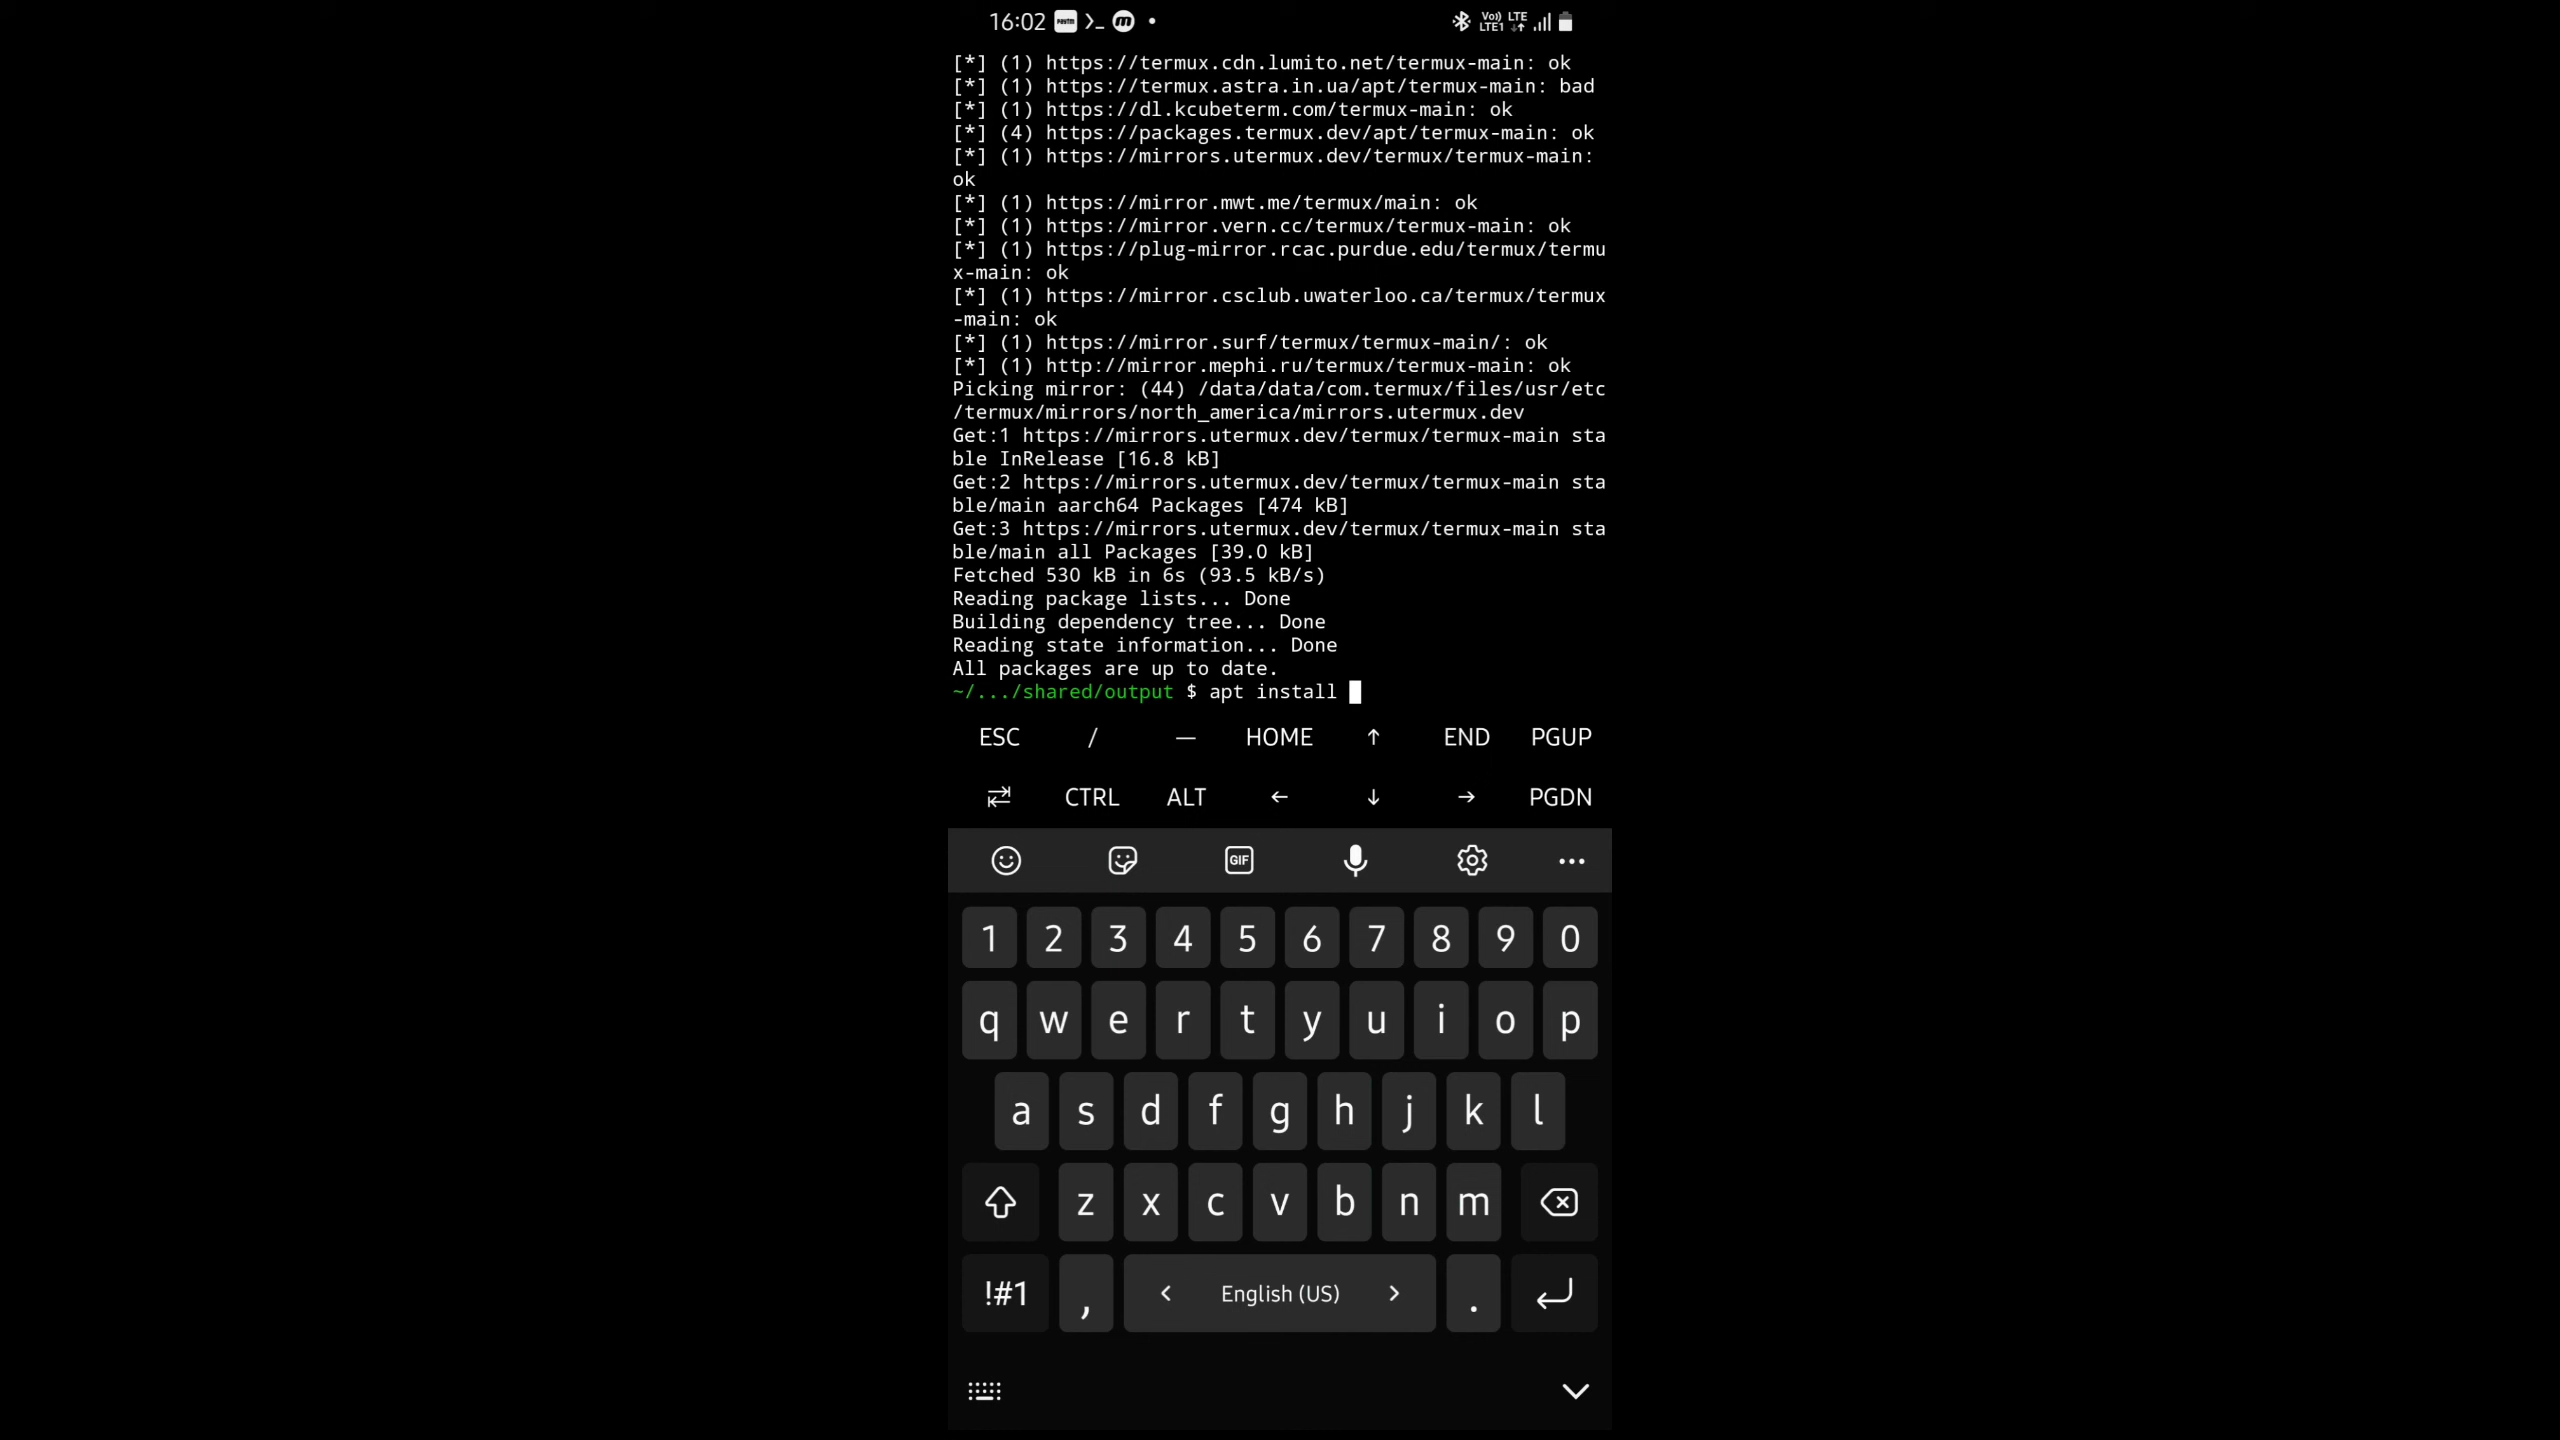 16:02 paytm m • Vo)) LTE1 LTE
[*] (1) https://termux.cdn.lumito.net/termux-main: ok
[*] (1) https://termux.astra.in.ua/apt/termux-main: bad
[*] (1) https://dl.kcubeterm.com/termux-main: ok
[*] (4) https://packages.termux.dev/apt/termux-main: ok
[*] (1) https://mirrors.utermux.dev/termux/termux-main:
ok
[*] (1) https://mirror.mwt.me/termux/main: ok
[*] (1) https://mirror.vern.cc/termux/termux-main: ok
[*] (1) https://plug-mirror.rcac.purdue.edu/termux/termu
x-main: ok
[*] (1) https://mirror.csclub.uwaterloo.ca/termux/termux
-main: ok
[*] (1) https://mirror.surf/termux/termux-main/: ok
[*] (1) http://mirror.mephi.ru/termux/termux-main: ok
Picking mirror: (44) /data/data/com.termux/files/usr/etc
/termux/mirrors/north_america/mirrors.utermux.dev
Get:1 https://mirrors.utermux.dev/termux/termux-main sta
ble InRelease [16.8 kB]
Get:2 https://mirrors.utermux.dev/termux/termux-main sta
ble/main aarch64 Packages [474 kB]
Get:3 https://mirrors.utermux.dev/termux/termux-main sta
ble/main all Packages [39.0 kB]
Fetched 530 kB in 6s (93.5 kB/s)
Reading package lists... Done
Building dependency tree... Done
Reading state information... Done
All packages are up to date.
~/.../shared/output $ apt install
ESC / — HOME ↑ END PGUP
⇄ CTRL ALT ← ↓ → PGDN
GIF
1 2 3 4 5 6 7 8 9 0
q w e r t y u i o p
a s d f g h j k l
z x c v b n m
!#1 , < English (US) > .